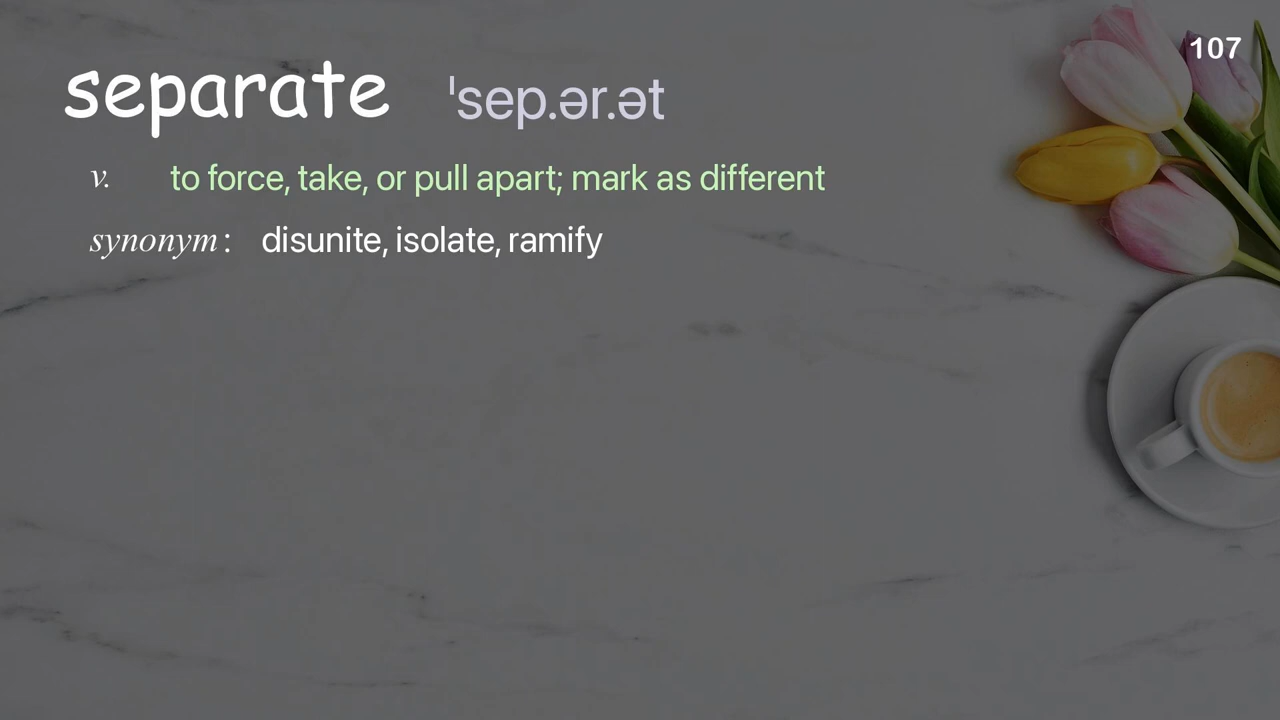 107
separate ˈsep.ər.ət
v. to force, take, or pull apart; mark as different
synonym : disunite, isolate, ramify